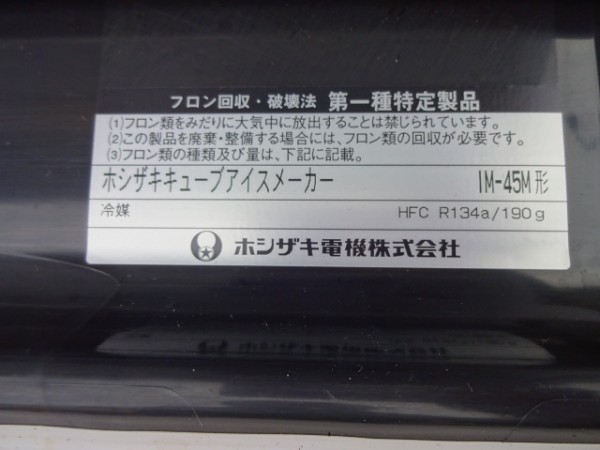 フロン回収・破壊法 第一種特定製品
(1)フロン類をみだりに大気中に放出することは禁じられています。
(2)この製品を廃棄・整備する場合には、フロン類の回収が必要です。
(3)フロン類の種類及び量は、下記に記載。
ホシザキキューブアイスメーカー IM-45M形
冷媒 HFC R134a/190g
ホシザキ電機株式会社